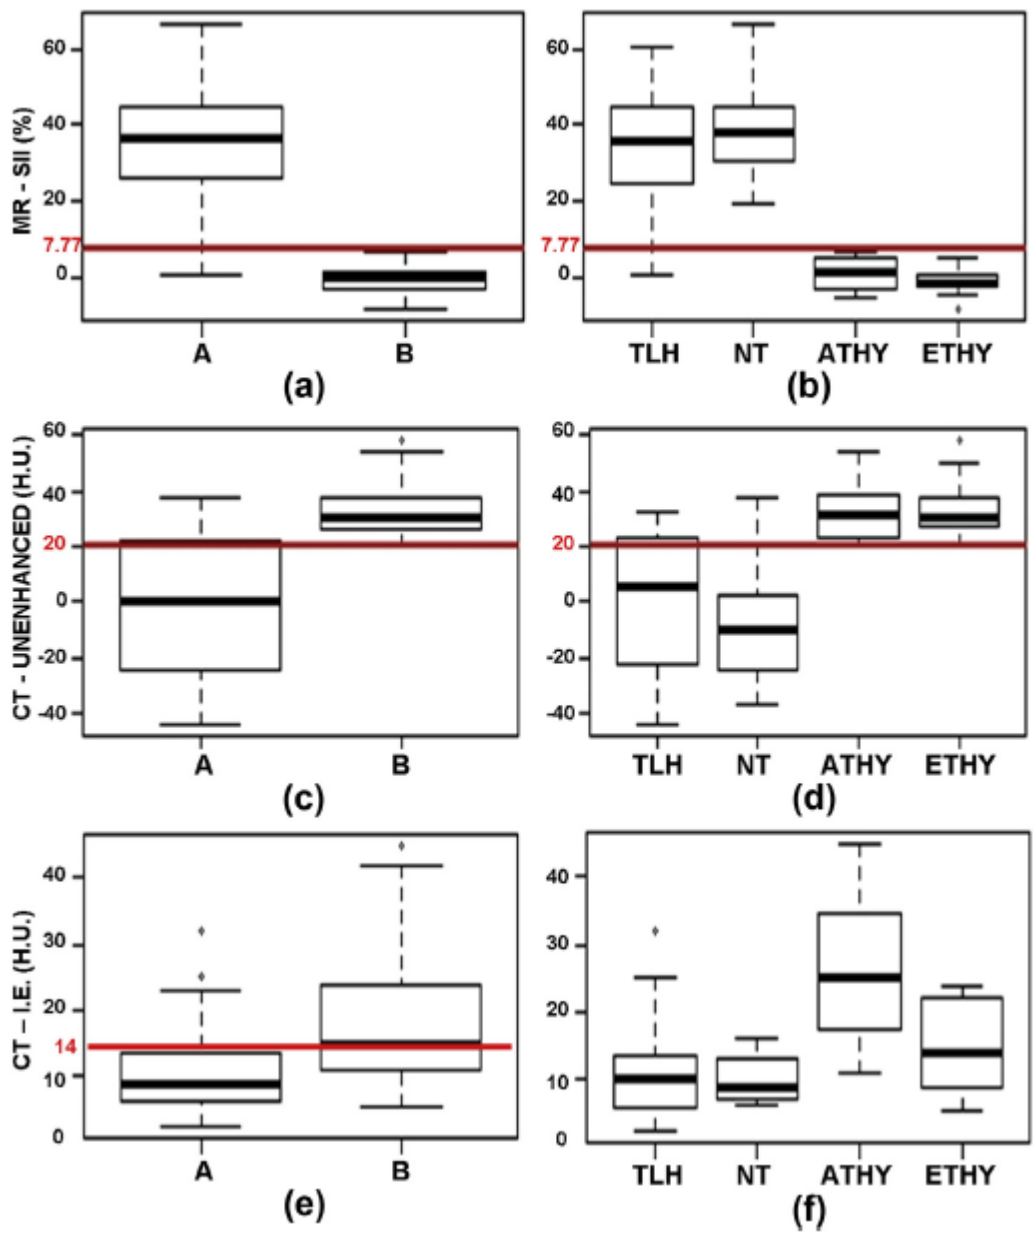 MR - SII (%)
60
40
20
7.77
0
A B
(a)
60
40
20
7.77
0
TLH NT ATHY ETHY
(b)
CT - UNENHANCED (H.U.)
60
40
20
0
-20
-40
A B
(c)
60
40
20
0
-20
-40
TLH NT ATHY ETHY
(d)
CT – I.E. (H.U.)
40
30
20
14
10
0
A B
(e)
40
30
20
10
0
TLH NT ATHY ETHY
(f)